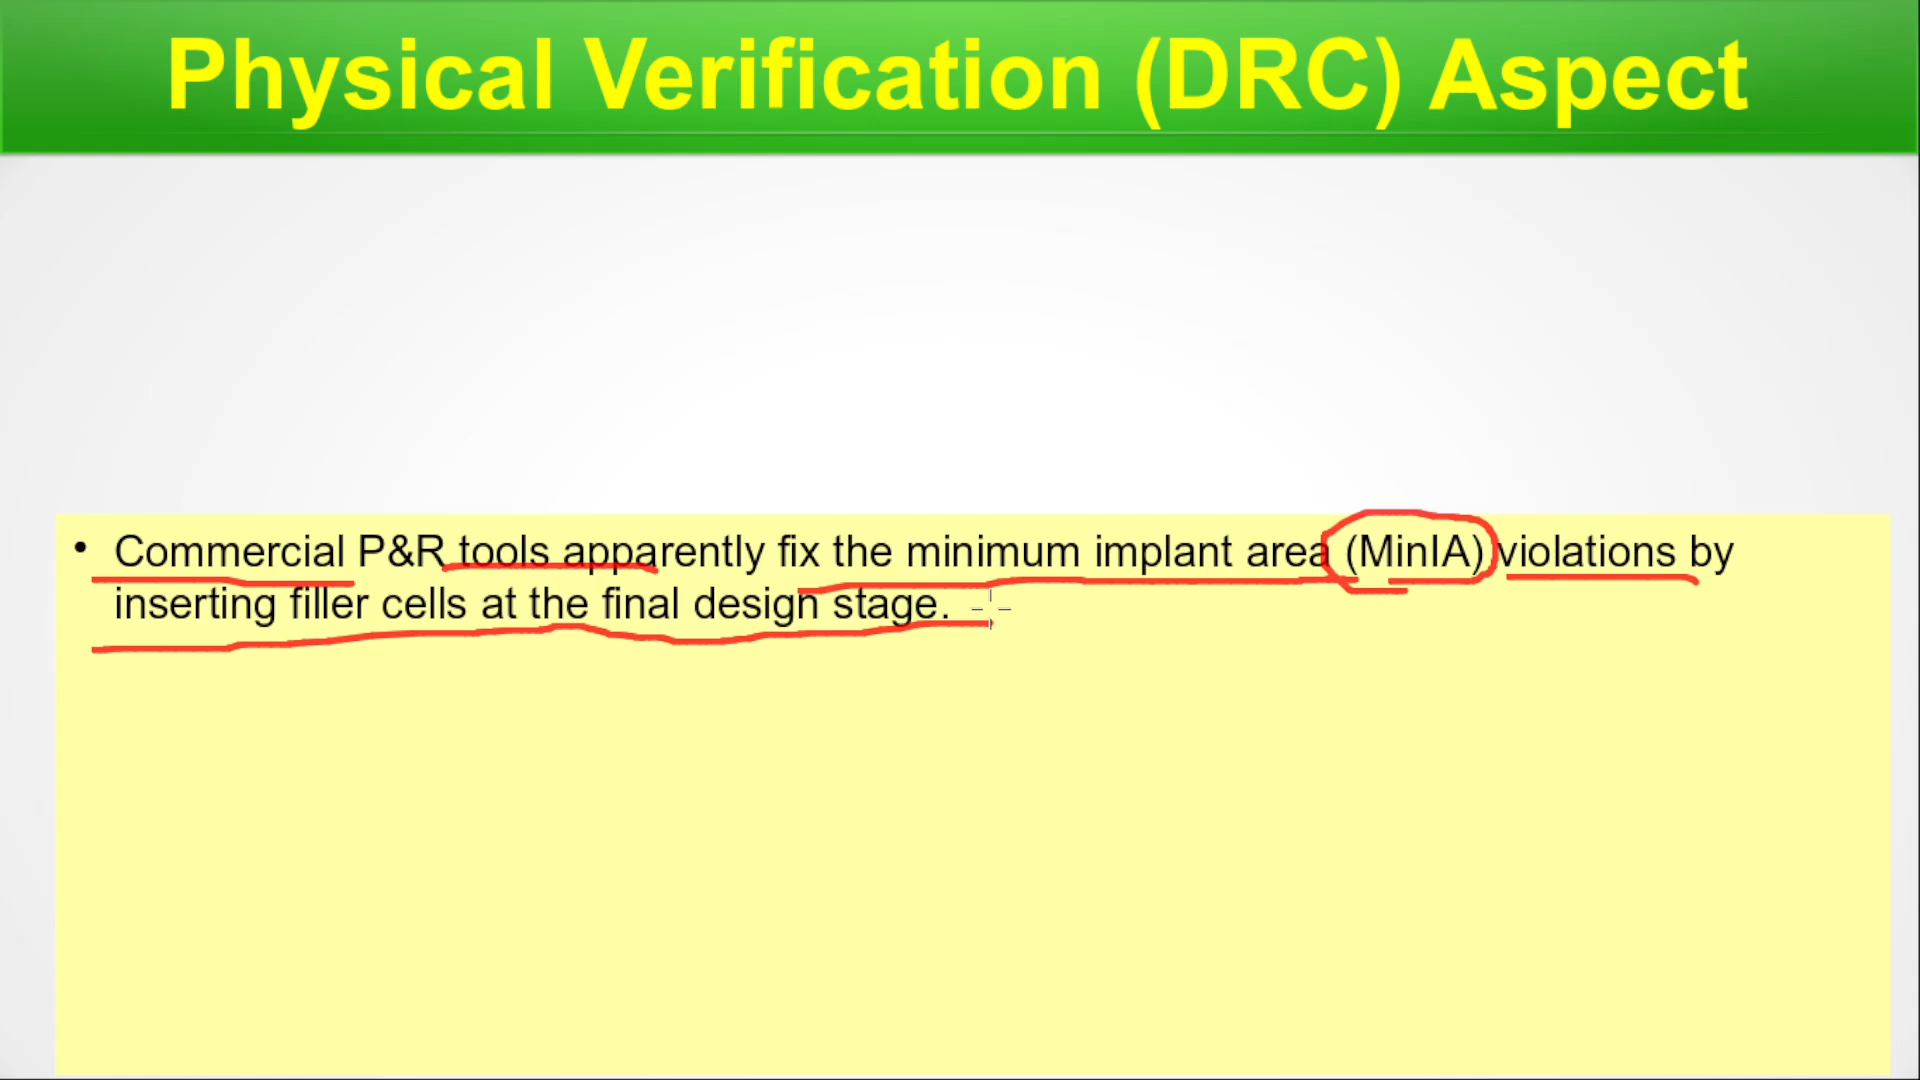 Physical Verification (DRC) Aspect
• Commercial P&R tools apparently fix the minimum implant area (MinIA) violations by
inserting filler cells at the final design stage.